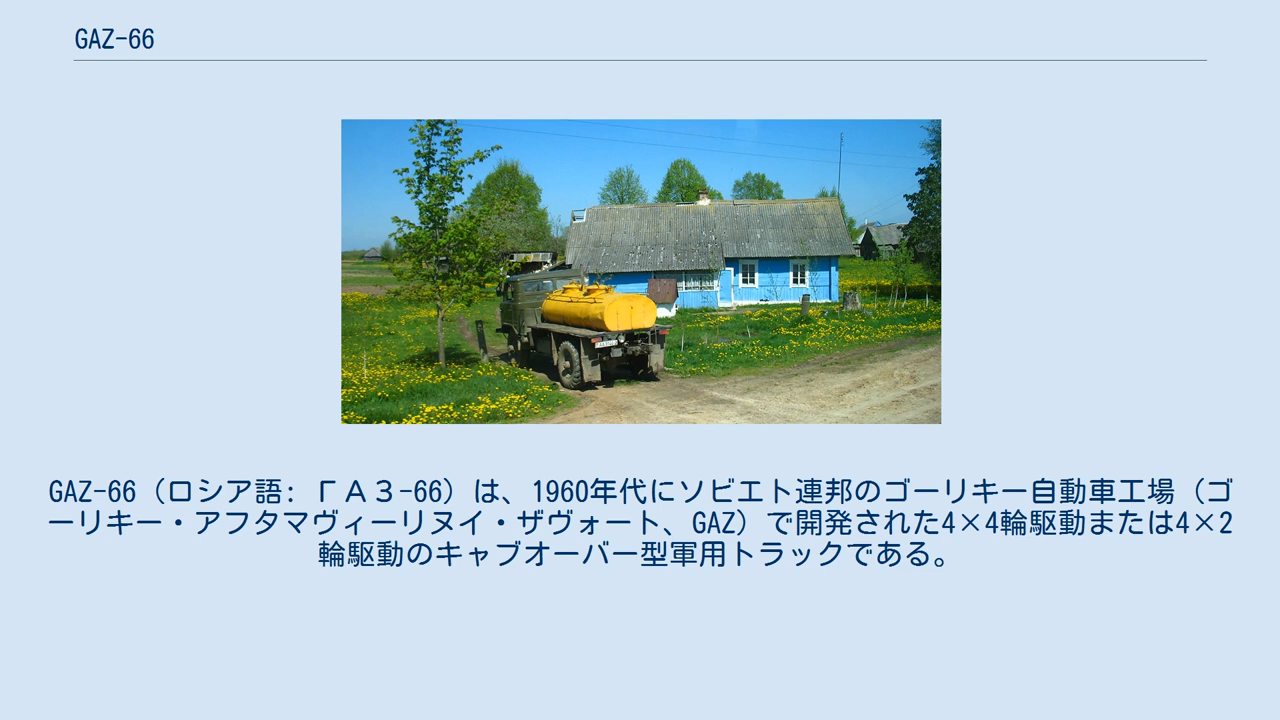 GAZ-66
GAZ-66（ロシア語: ГАЗ-66）は、1960年代にソビエト連邦のゴーリキー自動車工場（ゴ
ーリキー・アフタマヴィーリヌイ・ザヴォート、GAZ）で開発された4×4輪駆動または4×2
輪駆動のキャブオーバー型軍用トラックである。